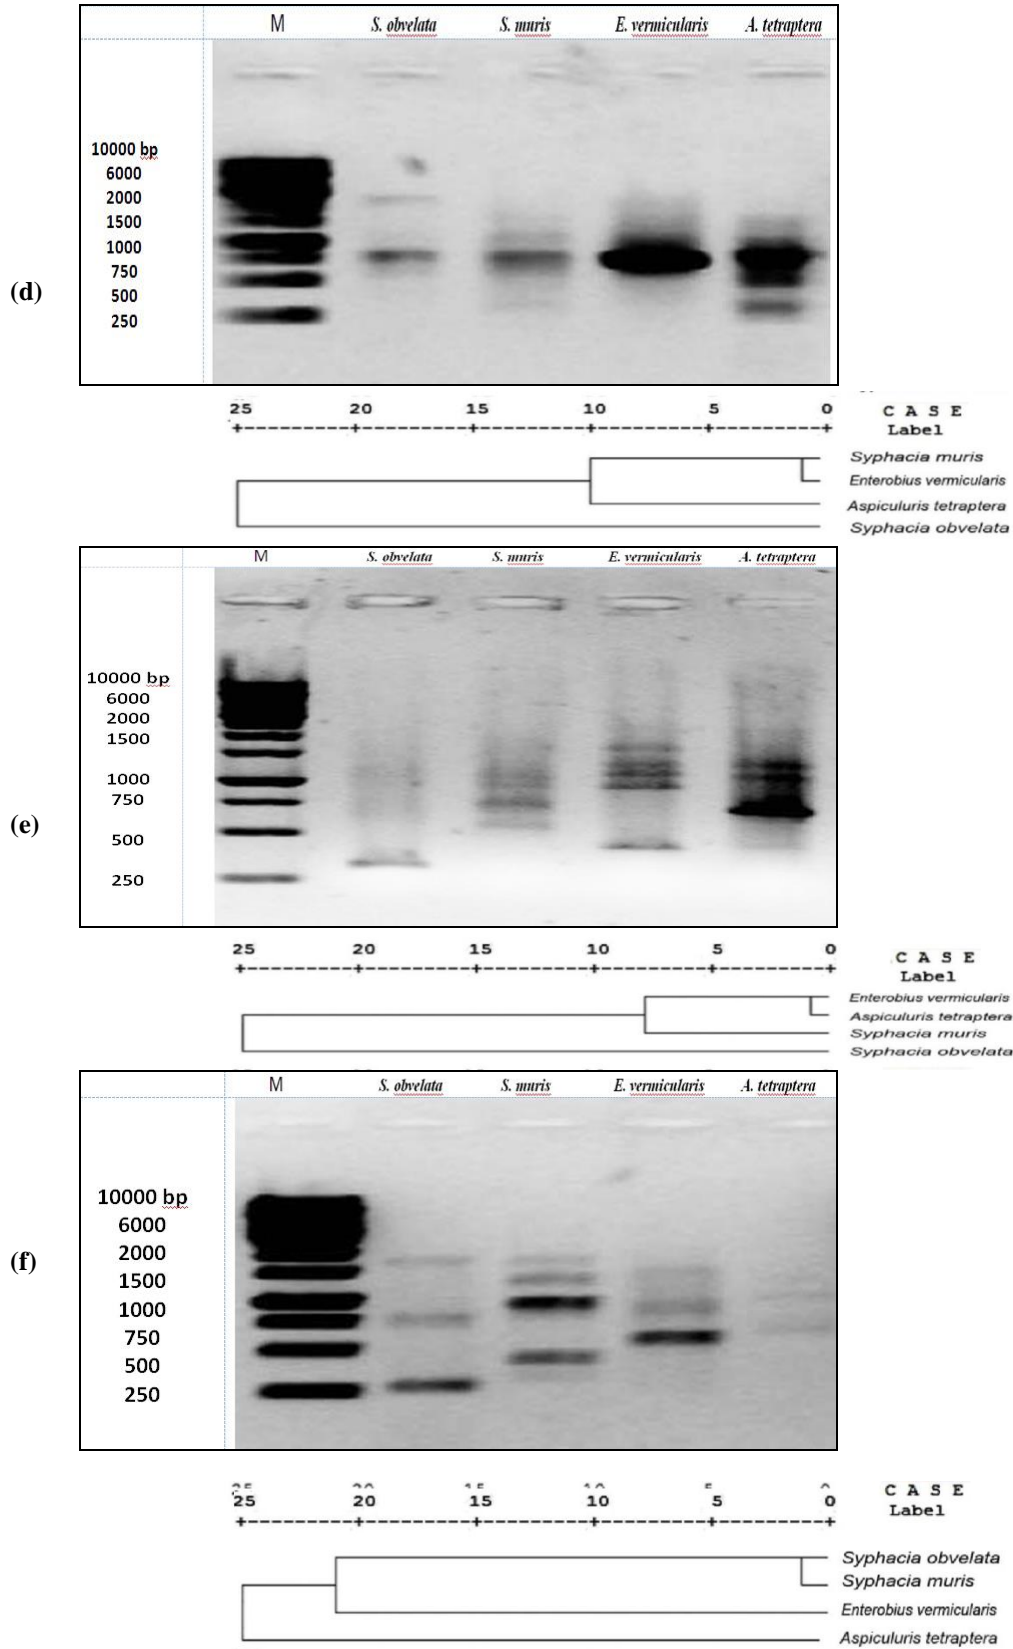 M S. obvelata S. muris E. vermicularis A. tetraptera
10000 bp
6000
2000
1500
1000
750
500
250
(d)
25 20 15 10 5 0
C A S E
Label
Syphacia muris
Enterobius vermicularis
Aspiculuris tetraptera
Syphacia obvelata
M S. obvelata S. muris E. vermicularis A. tetraptera
10000 bp
6000
2000
1500
1000
750
500
250
(e)
25 20 15 10 5 0
C A S E
Label
Enterobius vermicularis
Aspiculuris tetraptera
Syphacia muris
Syphacia obvelata
M S. obvelata S. muris E. vermicularis A. tetraptera
10000 bp
6000
2000
1500
1000
750
500
250
(f)
25 20 15 10 5 0
C A S E
Label
Syphacia obvelata
Syphacia muris
Enterobius vermicularis
Aspiculuris tetraptera